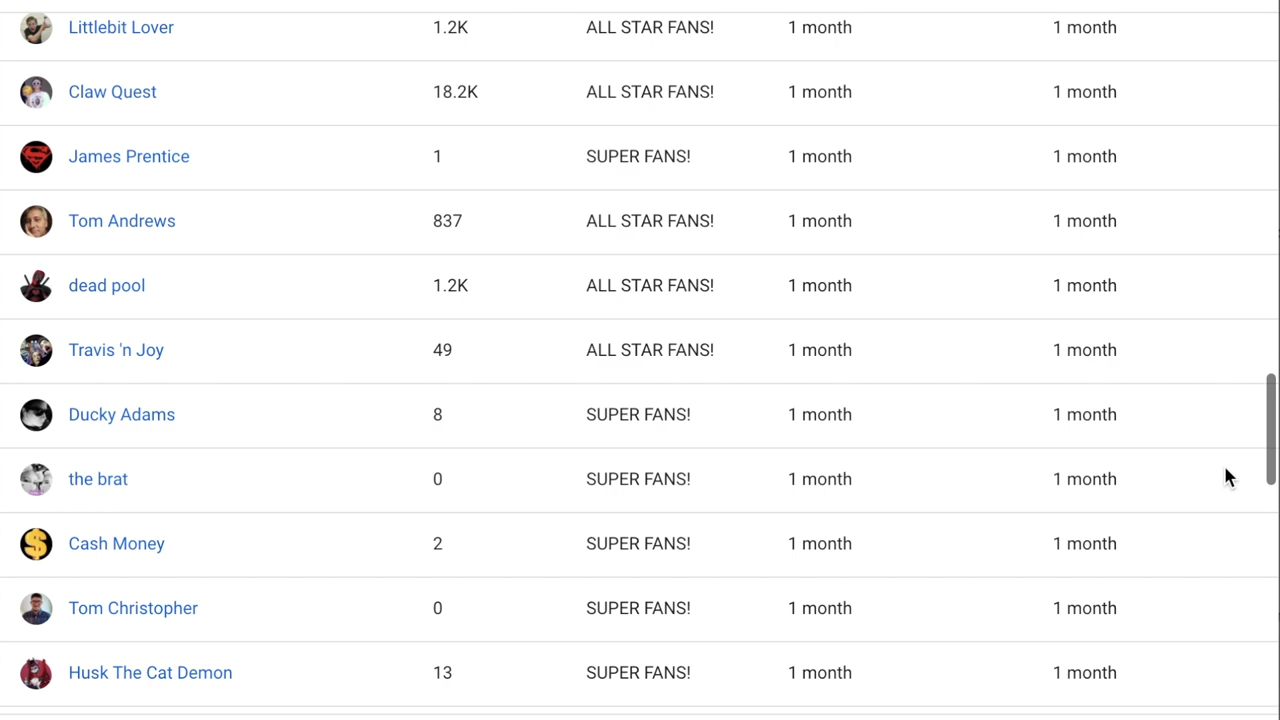 Littlebit Lover 1.2K ALL STAR FANS! 1 month 1 month
Claw Quest 18.2K ALL STAR FANS! 1 month 1 month
James Prentice 1 SUPER FANS! 1 month 1 month
Tom Andrews 837 ALL STAR FANS! 1 month 1 month
dead pool 1.2K ALL STAR FANS! 1 month 1 month
Travis 'n Joy 49 ALL STAR FANS! 1 month 1 month
Ducky Adams 8 SUPER FANS! 1 month 1 month
the brat 0 SUPER FANS! 1 month 1 month
Cash Money 2 SUPER FANS! 1 month 1 month
Tom Christopher 0 SUPER FANS! 1 month 1 month
Husk The Cat Demon 13 SUPER FANS! 1 month 1 month